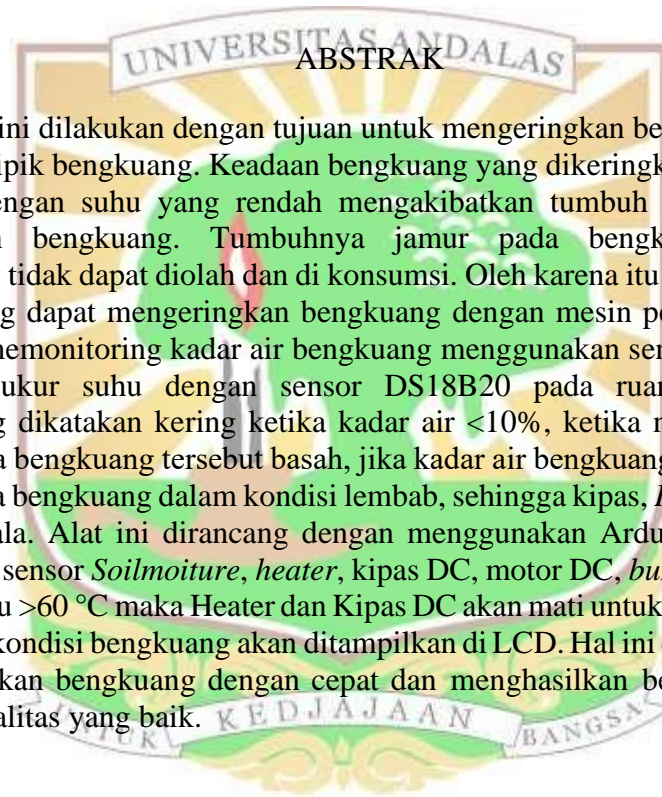 UNIVERSITAS ANDALAS
ABSTRAK
ini dilakukan dengan tujuan untuk mengeringkan be
ipik bengkuang. Keadaan bengkuang yang dikeringk
engan suhu yang rendah mengakibatkan tumbuh
bengkuang. Tumbuhnya jamur pada bengk
tidak dapat diolah dan di konsumsi. Oleh karena itu
g dapat mengeringkan bengkuang dengan mesin pe
nemonitoring kadar air bengkuang menggunakan sen
ukur suhu dengan sensor DS18B20 pada ruar
g dikatakan kering ketika kadar air <10%, ketika n
a bengkuang tersebut basah, jika kadar air bengkuang
a bengkuang dalam kondisi lembab, sehingga kipas,
ala. Alat ini dirancang dengan menggunakan Ardu
sensor Soilmoiture, heater, kipas DC, motor DC, bu
u >60 °C maka Heater dan Kipas DC akan mati untuk
kondisi bengkuang akan ditampilkan di LCD. Hal ini
kan bengkuang dengan cepat dan menghasilkan be
alitas yang baik.
UNTUK KEDJAJAAN BANGSA